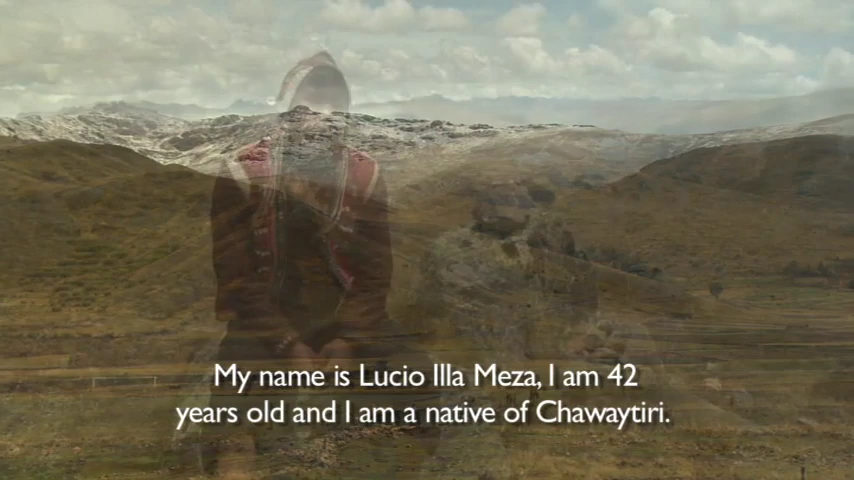 My name is Lucio Illa Meza, I am 42
years old and I am a native of Chawaytiri.